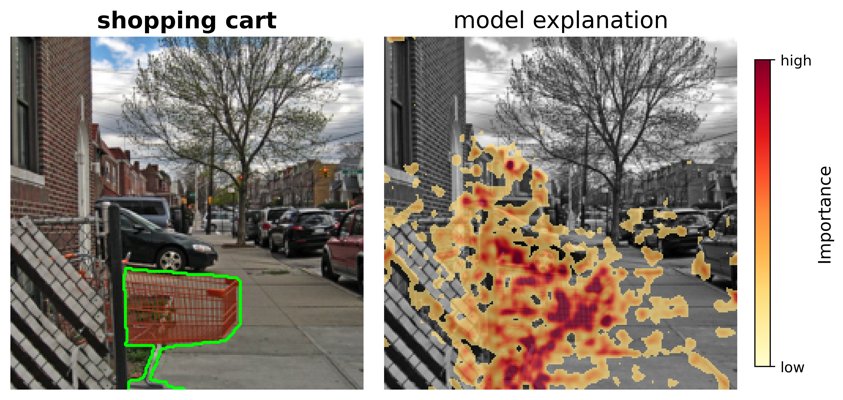 shopping cart
model explanation
high
Importance
low